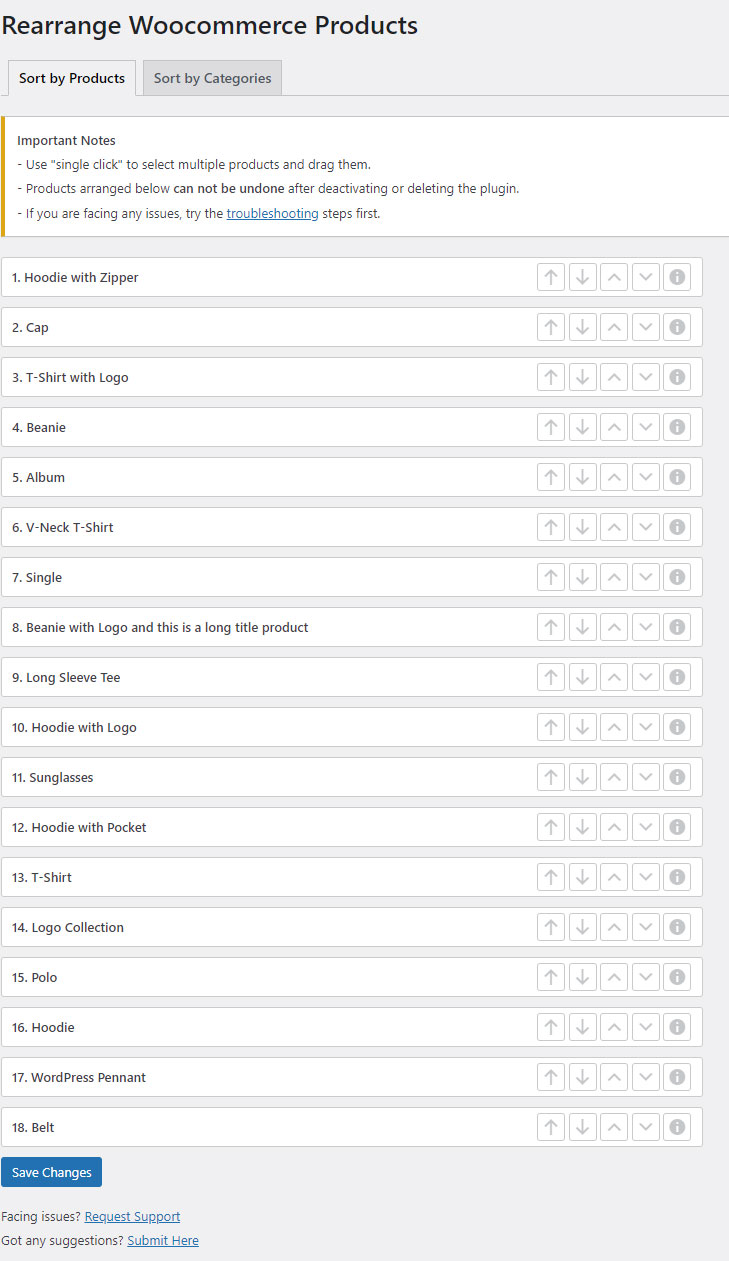 Rearrange Woocommerce Products
Sort by Products
Sort by Categories
Important Notes
- Use "single click" to select multiple products and drag them.
- Products arranged below can not be undone after deactivating or deleting the plugin.
- If you are facing any issues, try the troubleshooting steps first.
1. Hoodie with Zipper
2. Cap
3. T-Shirt with Logo
4. Beanie
5. Album
6. V-Neck T-Shirt
7. Single
8. Beanie with Logo and this is a long title product
9. Long Sleeve Tee
10. Hoodie with Logo
11. Sunglasses
12. Hoodie with Pocket
13. T-Shirt
14. Logo Collection
15. Polo
16. Hoodie
17. WordPress Pennant
18. Belt
Save Changes
Facing issues? Request Support
Got any suggestions? Submit Here